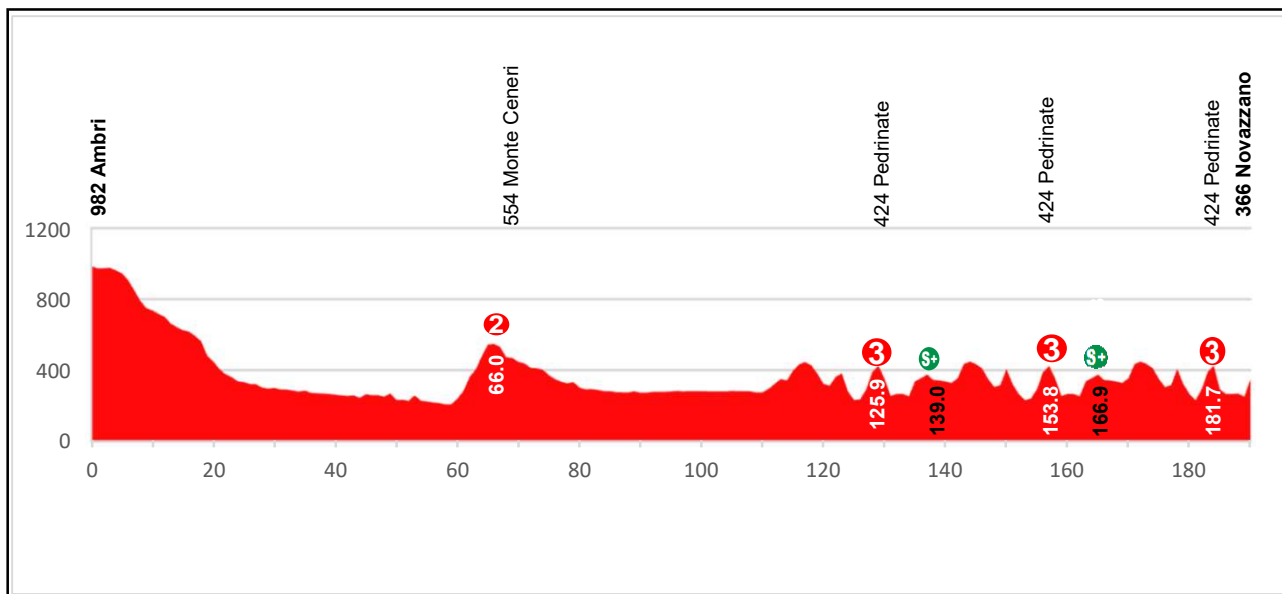 982 Ambri
554 Monte Ceneri
424 Pedrinate
424 Pedrinate
424 Pedrinate
366 Novazzano
1200
800
400
0
2
66.0
3
125.9
S+
139.0
3
153.8
S+
166.9
3
181.7
0 20 40 60 80 100 120 140 160 180